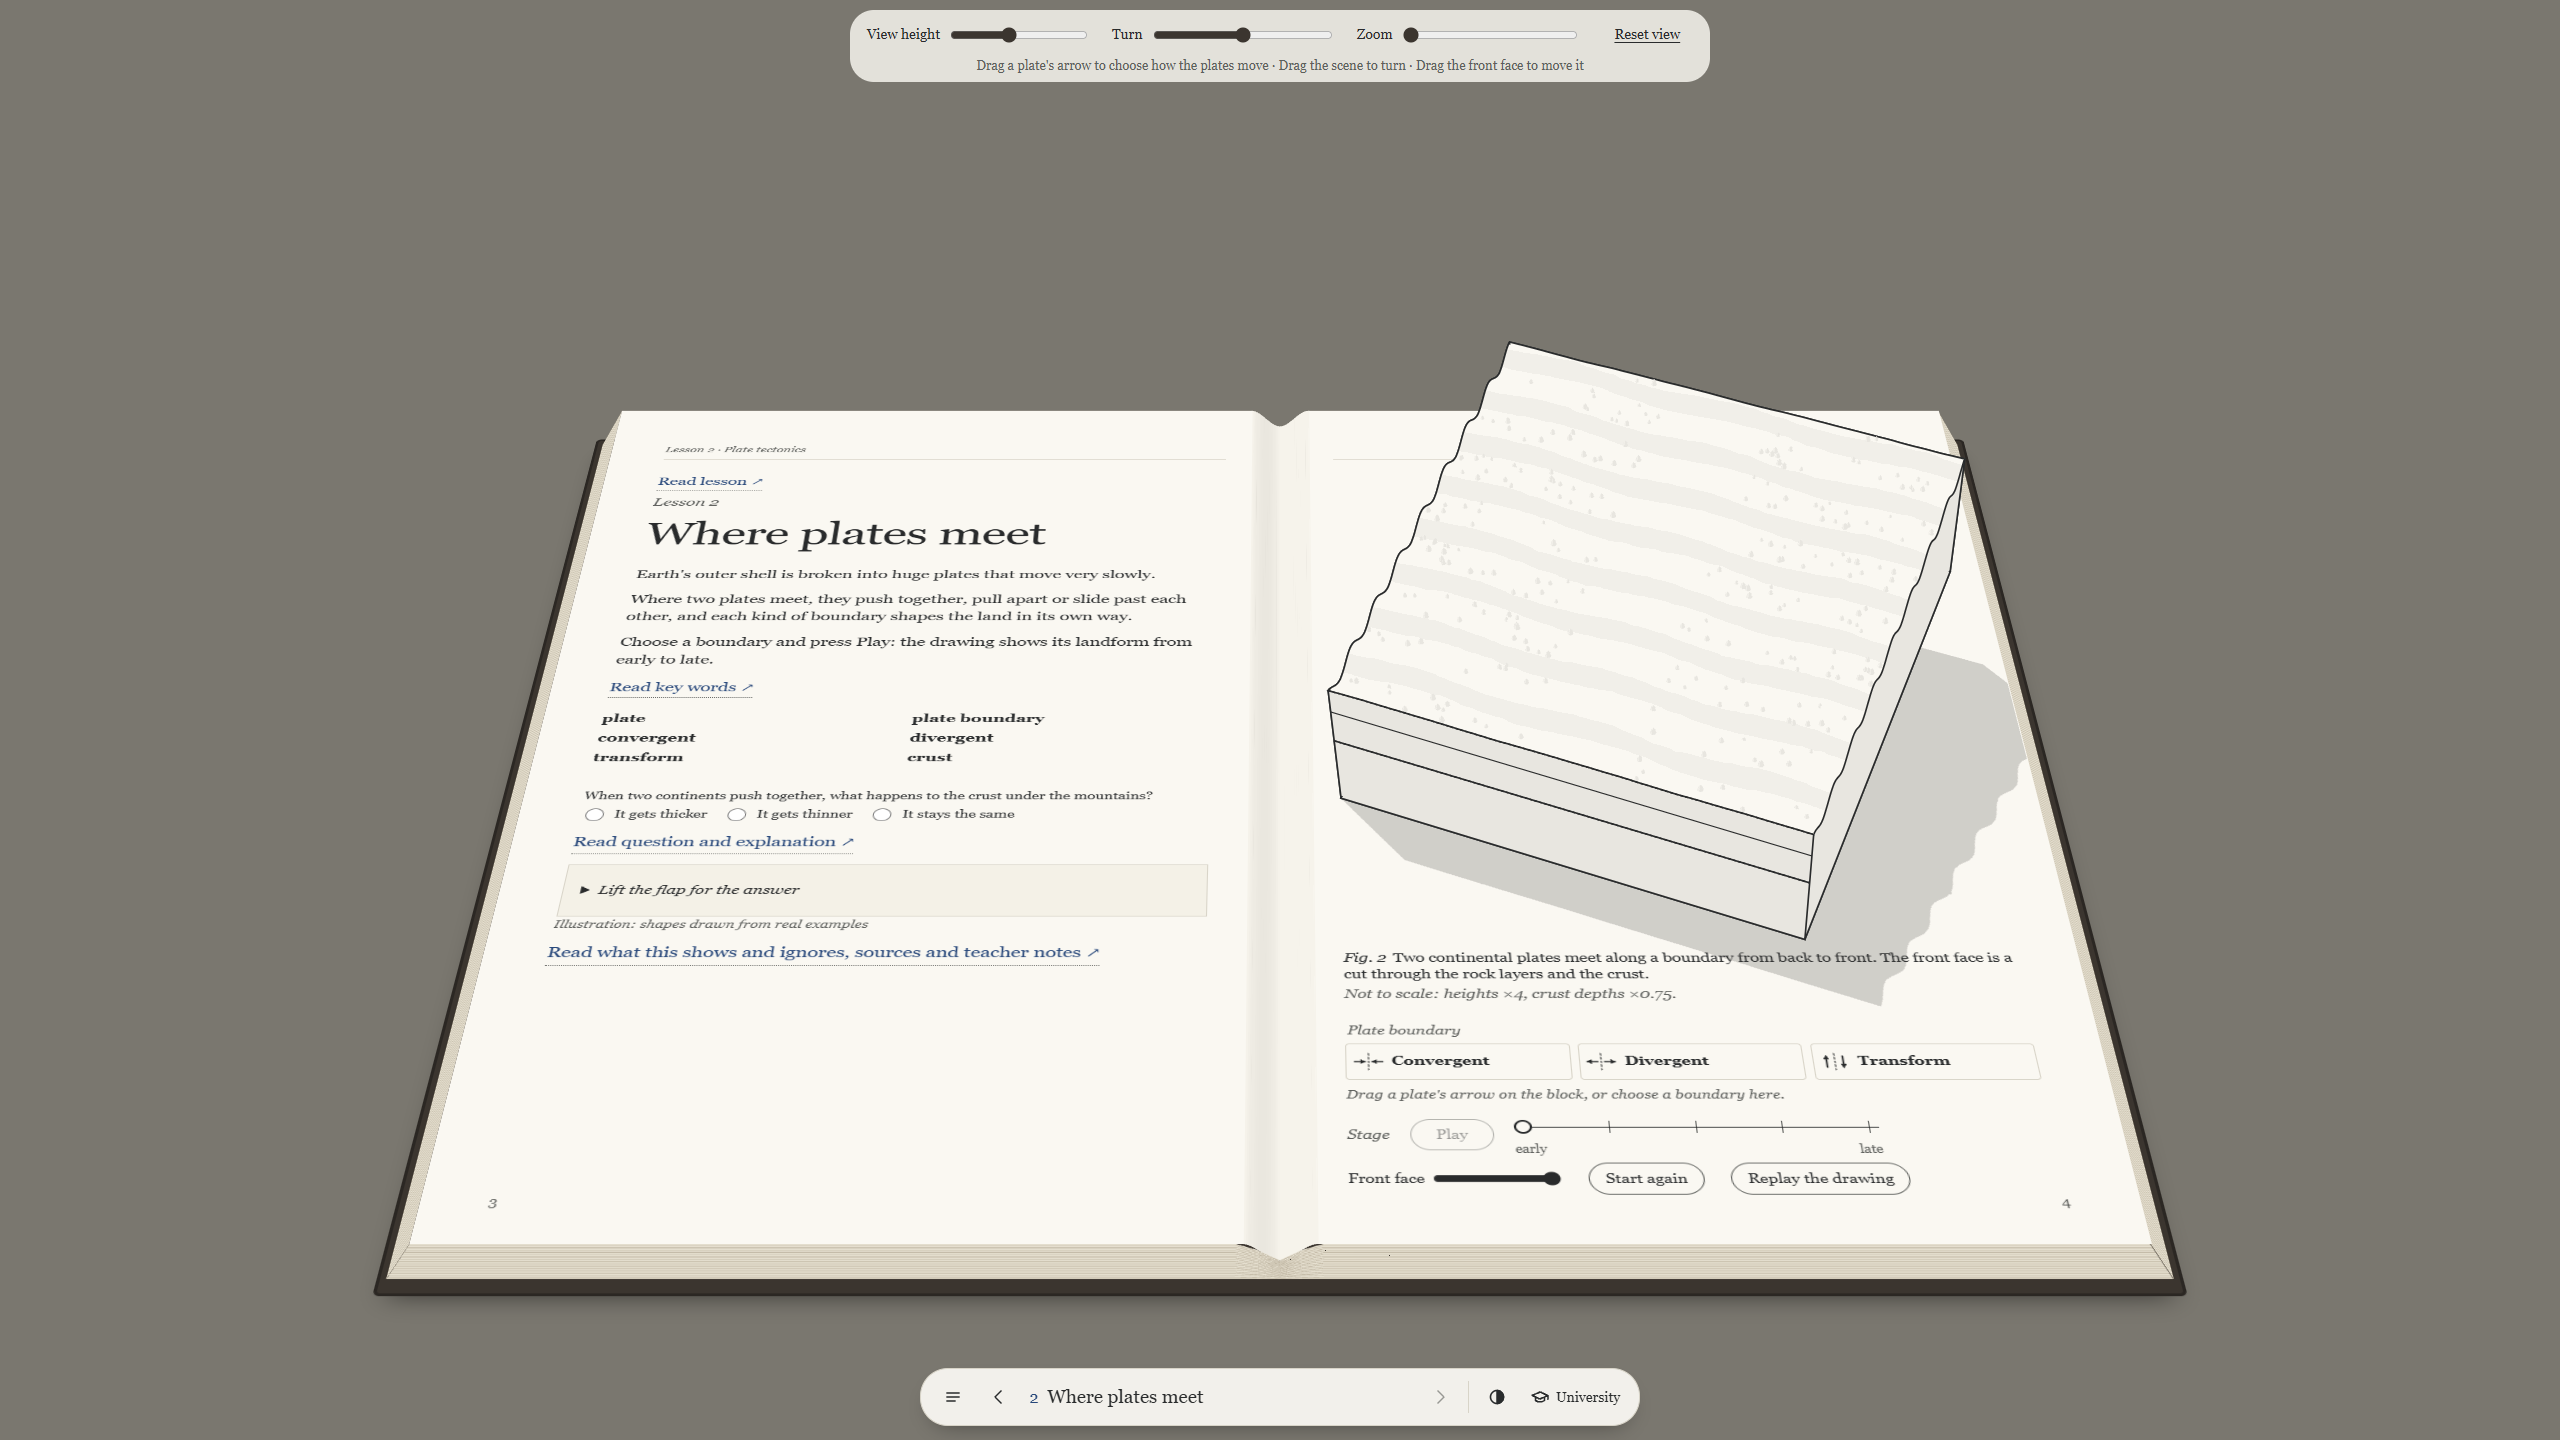 View height Turn Zoom Reset view
Drag a plate's arrow to choose how the plates move · Drag the scene to turn · Drag the front face to move it
Lesson 2 · Plate tectonics
Read lesson ↗
Lesson 2
Where plates meet
Earth's outer shell is broken into huge plates that move very slowly.
Where two plates meet, they push together, pull apart or slide past each
other, and each kind of boundary shapes the land in its own way.
Choose a boundary and press Play: the drawing shows its landform from
early to late.
Read key words ↗
plate plate boundary
convergent divergent
transform crust
When two continents push together, what happens to the crust under the mountains?
It gets thicker It gets thinner It stays the same
Read question and explanation ↗
▶ Lift the flap for the answer
Illustration: shapes drawn from real examples
Read what this shows and ignores, sources and teacher notes ↗
3
Fig. 2 Two continental plates meet along a boundary from back to front. The front face is a
cut through the rock layers and the crust.
Not to scale: heights ×4, crust depths ×0.75.
Plate boundary
Convergent Divergent Transform
Drag a plate's arrow on the block, or choose a boundary here.
Stage Play
early late
Front face Start again Replay the drawing
4
2 Where plates meet University